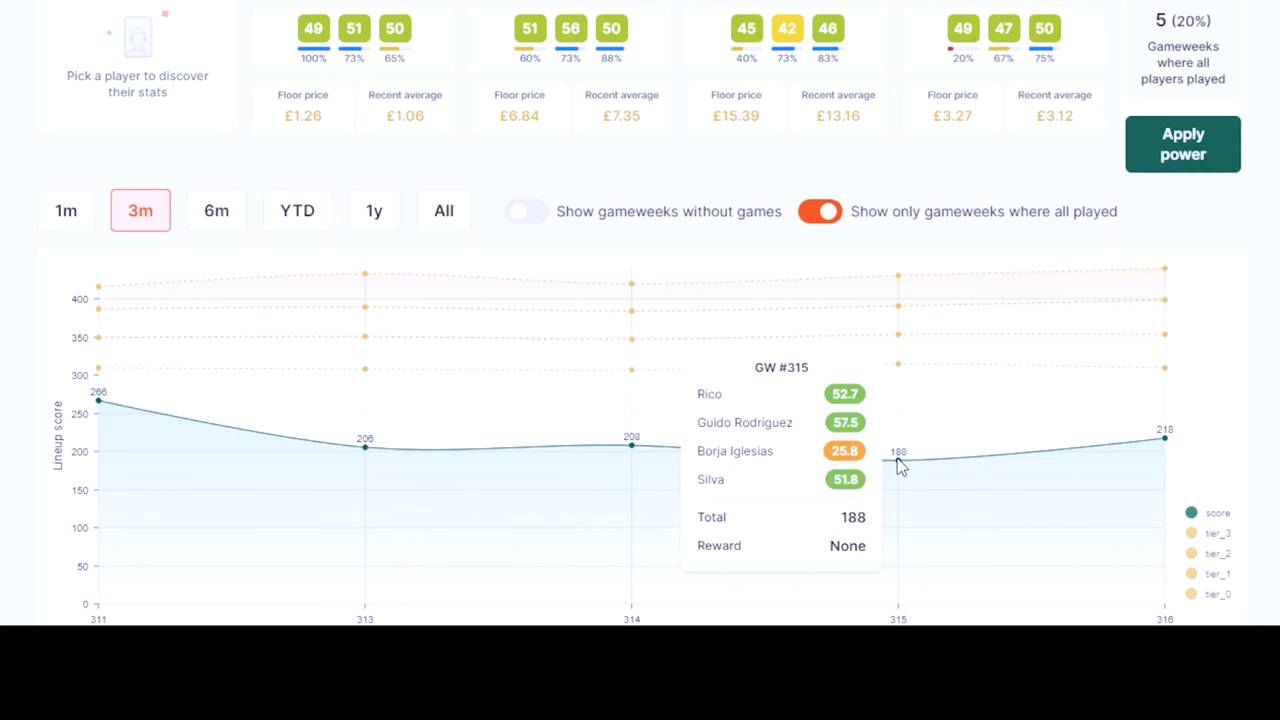 Pick a player to discover
their stats
49 51 50
100% 73% 65%
Floor price Recent average
£1.26 £1.06
51 56 50
60% 73% 88%
Floor price Recent average
£6.84 £7.35
45 42 46
40% 73% 83%
Floor price Recent average
£15.39 £13.16
49 47 50
20% 67% 75%
Floor price Recent average
£3.27 £3.12
5 (20%)
Gameweeks
where all
players played
Apply
power
1m 3m 6m YTD 1y All
Show gameweeks without games
Show only gameweeks where all played
Lineup score
400
350
300
250
200
150
100
50
0
266
206
208
188
218
GW #315
Rico 52.7
Guido Rodríguez 57.5
Borja Iglesias 25.8
Silva 51.8
Total 188
Reward None
score
tier_3
tier_2
tier_1
tier_0
311 313 314 315 316